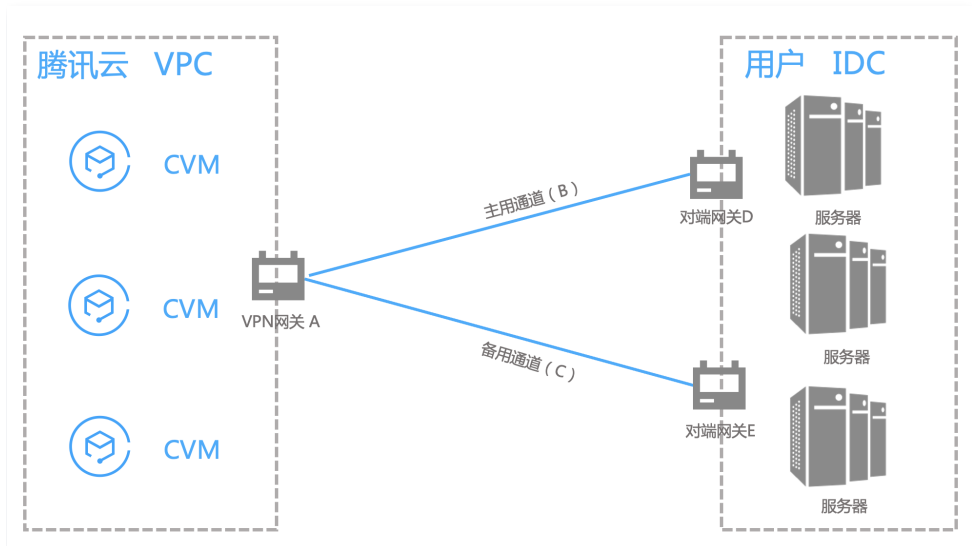 腾讯云 VPC
CVM
CVM
CVM
VPN网关 A
主用通道（B）
备用通道（C）
用户 IDC
对端网关D
服务器
服务器
对端网关E
服务器